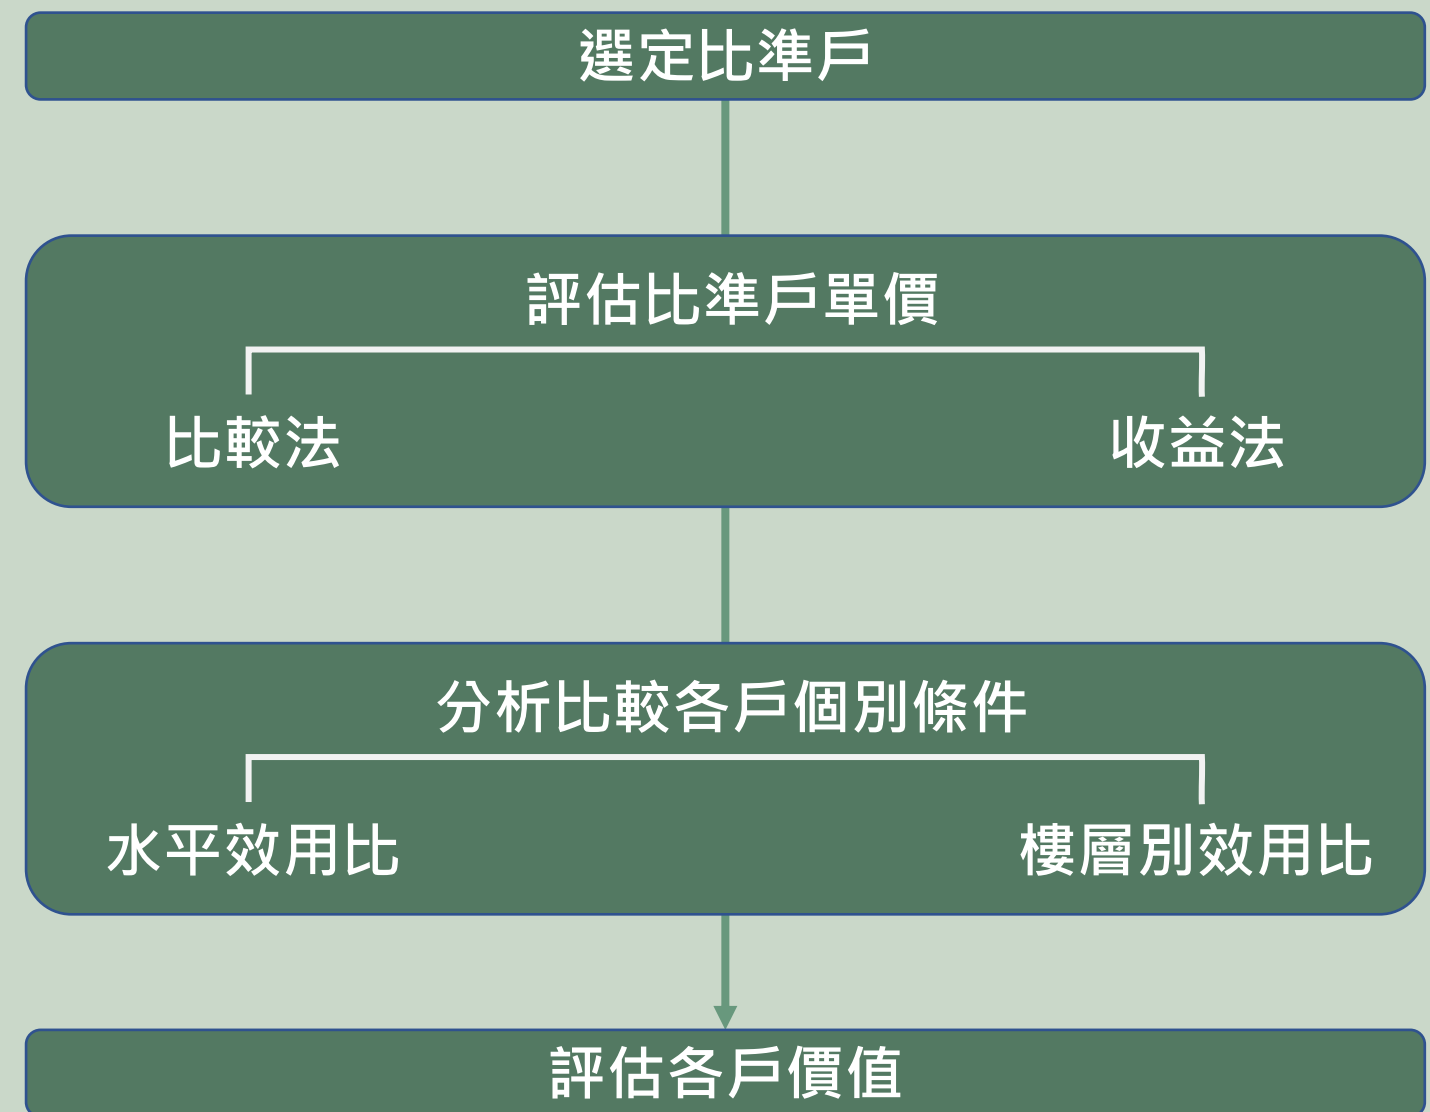 選定比準戶
評估比準戶單價
比較法
收益法
分析比較各戶個別條件
水平效用比
樓層別效用比
評估各戶價值